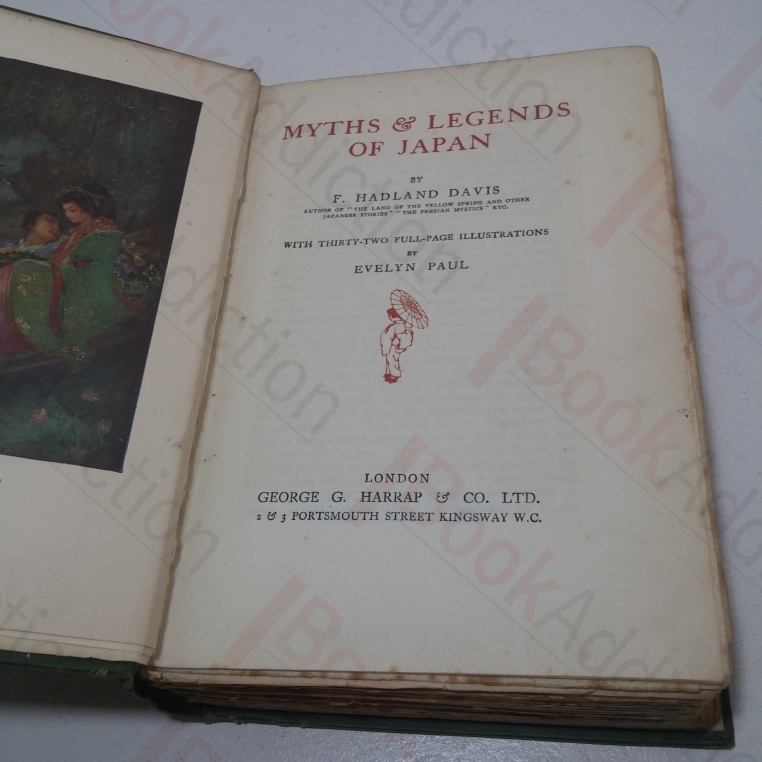 MYTHS & LEGENDS
OF JAPAN
BY
F. HADLAND DAVIS
AUTHOR OF "THE LAND OF THE YELLOW SPRING AND OTHER
JAPANESE STORIES" "THE PERSIAN MYSTICS" ETC.
WITH THIRTY-TWO FULL-PAGE ILLUSTRATIONS
BY
EVELYN PAUL
LONDON
GEORGE G. HARRAP & CO. LTD.
2 & 3 PORTSMOUTH STREET KINGSWAY W.C.
BookAddiction